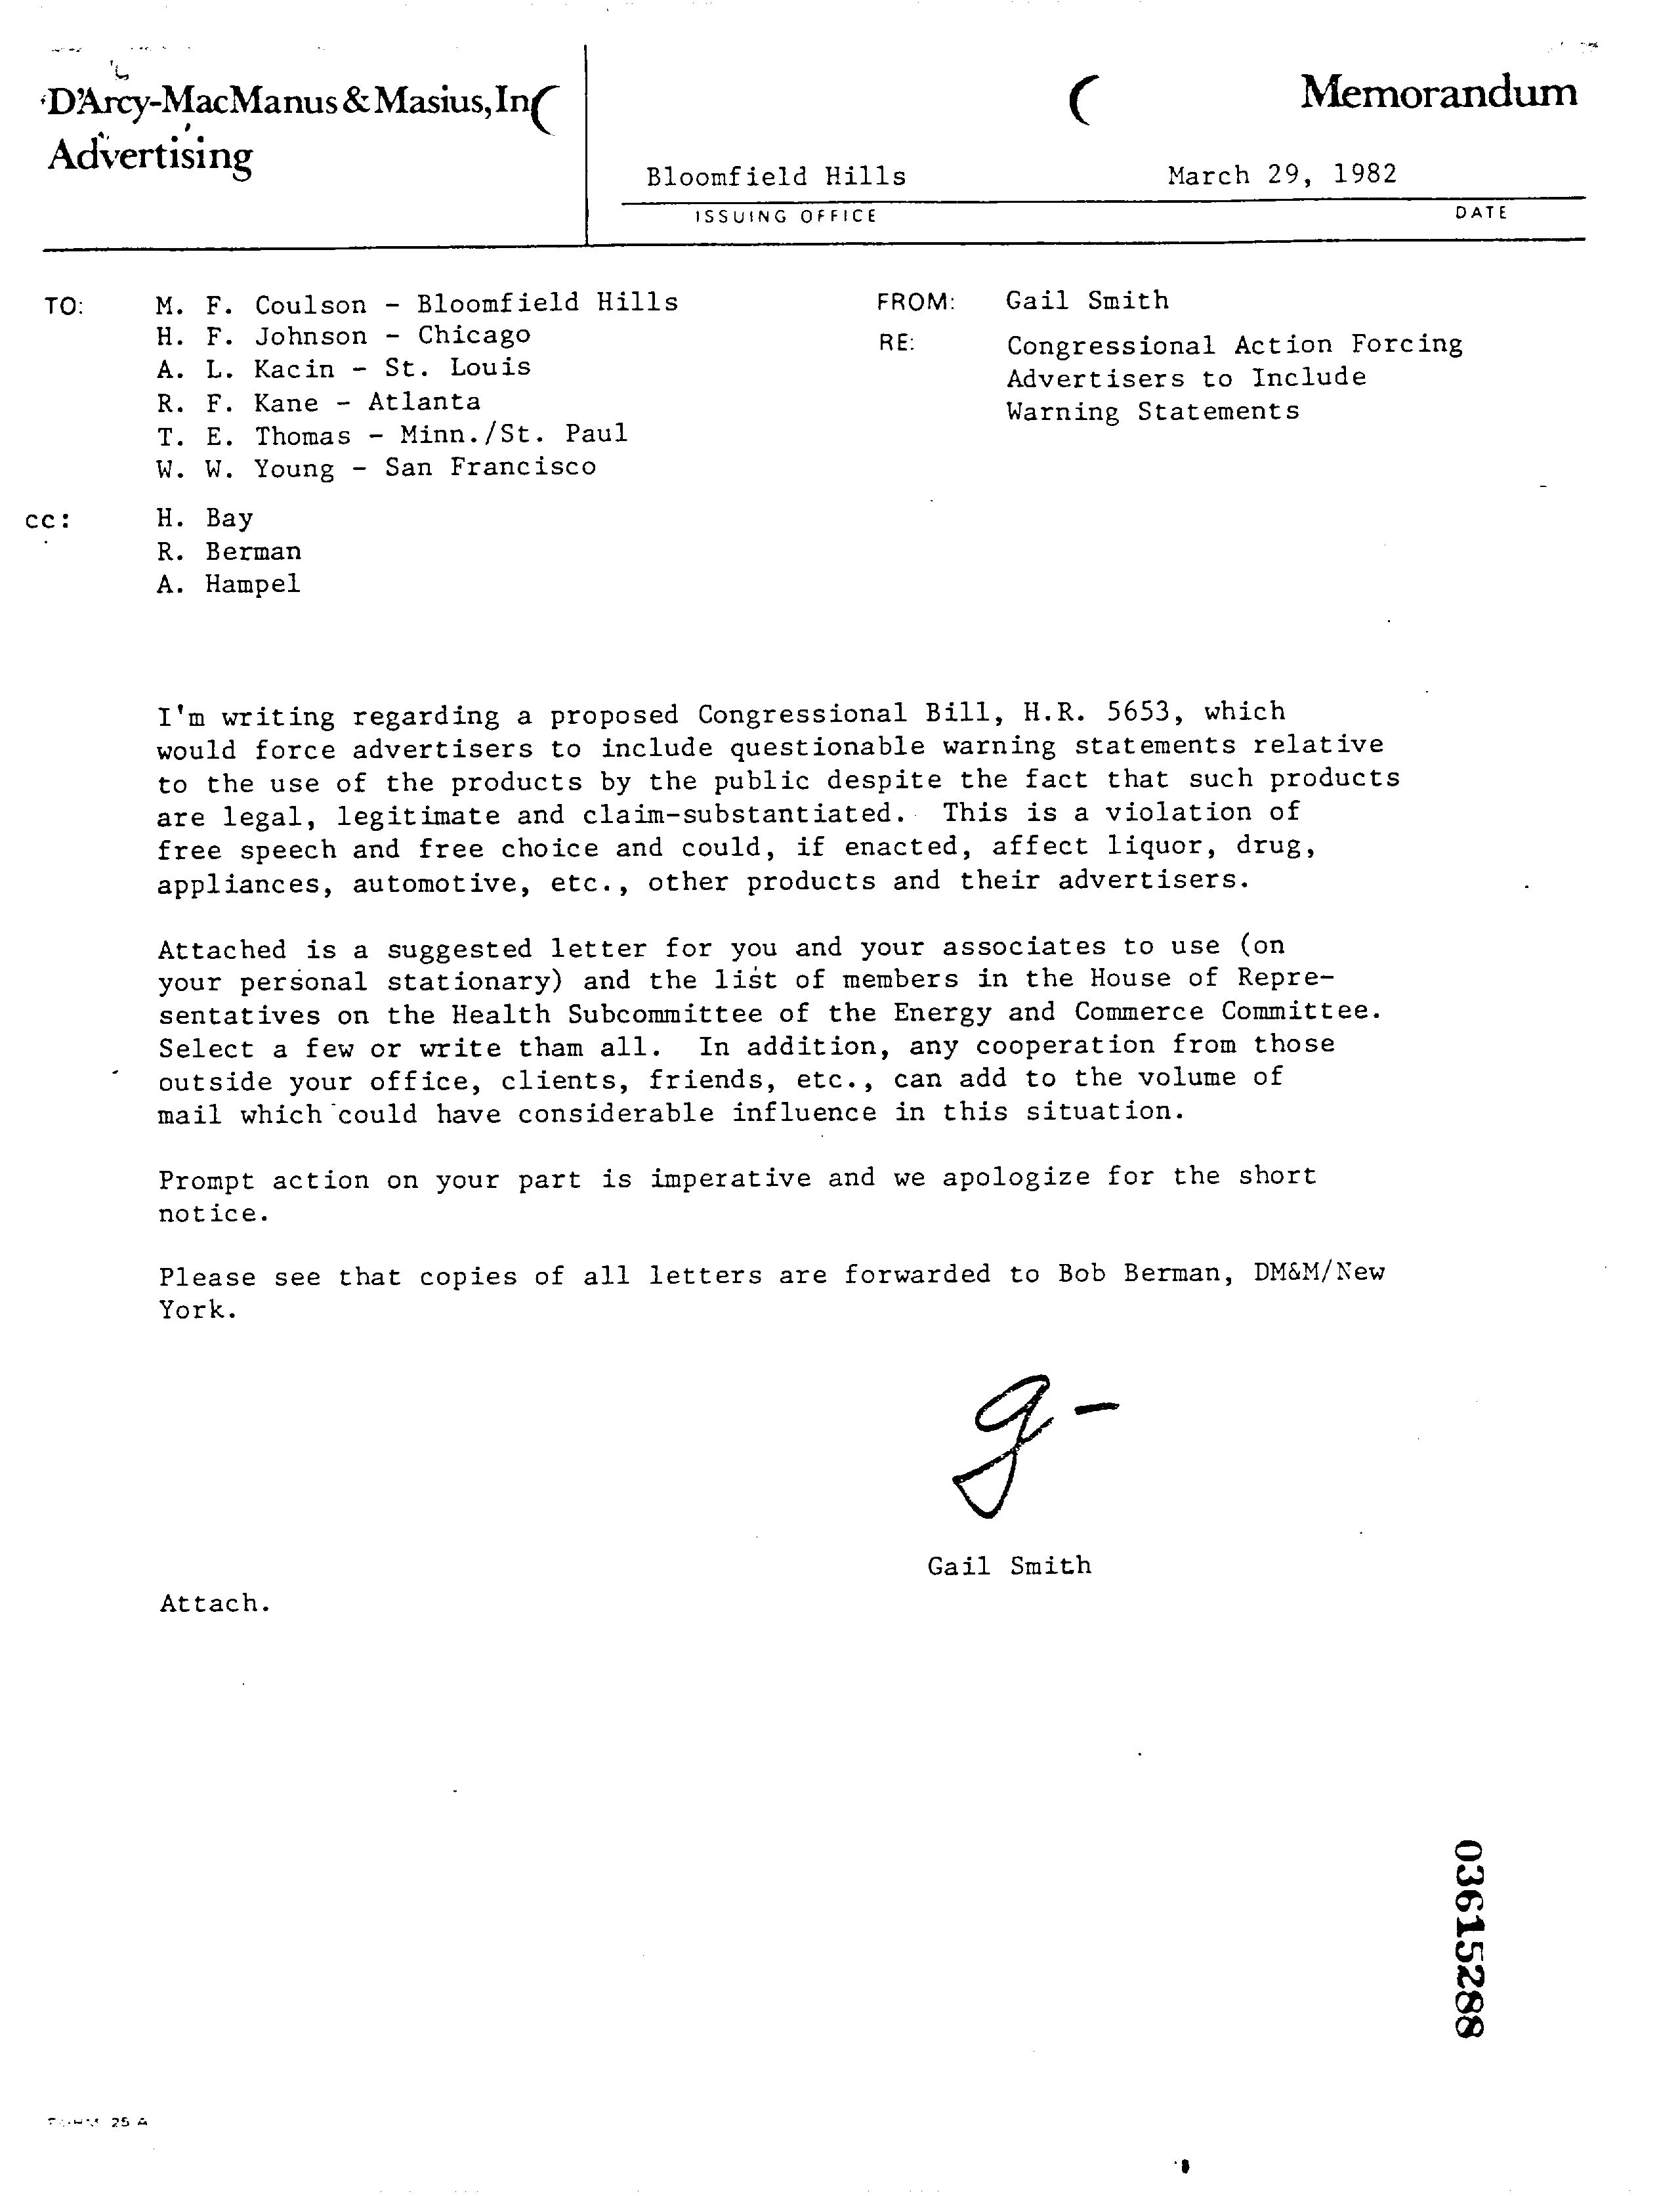 D'Arcy-MacManus & Masius, In
Advertising
Memorandum
Bloomfield Hills
March 29, 1982
ISSUING OFFICE
DATE
TO: M. F. Coulson - Bloomfield Hills
H. F. Johnson - Chicago
A. L. Kacin - St. Louis
R. F. Kane - Atlanta
T. E. Thomas - Minn./St. Paul
W. W. Young - San Francisco
FROM: Gail Smith
RE: Congressional Action Forcing
Advertisers to Include
Warning Statements
cc: H. Bay
R. Berman
A. Hampel
I'm writing regarding a proposed Congressional Bill, H.R. 5653, which
would force advertisers to include questionable warning statements relative
to the use of the products by the public despite the fact that such products
are legal, legitimate and claim-substantiated. This is a violation of
free speech and free choice and could, if enacted, affect liquor, drug,
appliances, automotive, etc., other products and their advertisers.
Attached is a suggested letter for you and your associates to use (on
your personal stationary) and the list of members in the House of Repre-
sentatives on the Health Subcommittee of the Energy and Commerce Committee.
Select a few or write tham all. In addition, any cooperation from those
outside your office, clients, friends, etc., can add to the volume of
mail which could have considerable influence in this situation.
Prompt action on your part is imperative and we apologize for the short
notice.
Please see that copies of all letters are forwarded to Bob Berman, DM&M/New
York.
g-
Gail Smith
Attach.
03615288
25 A